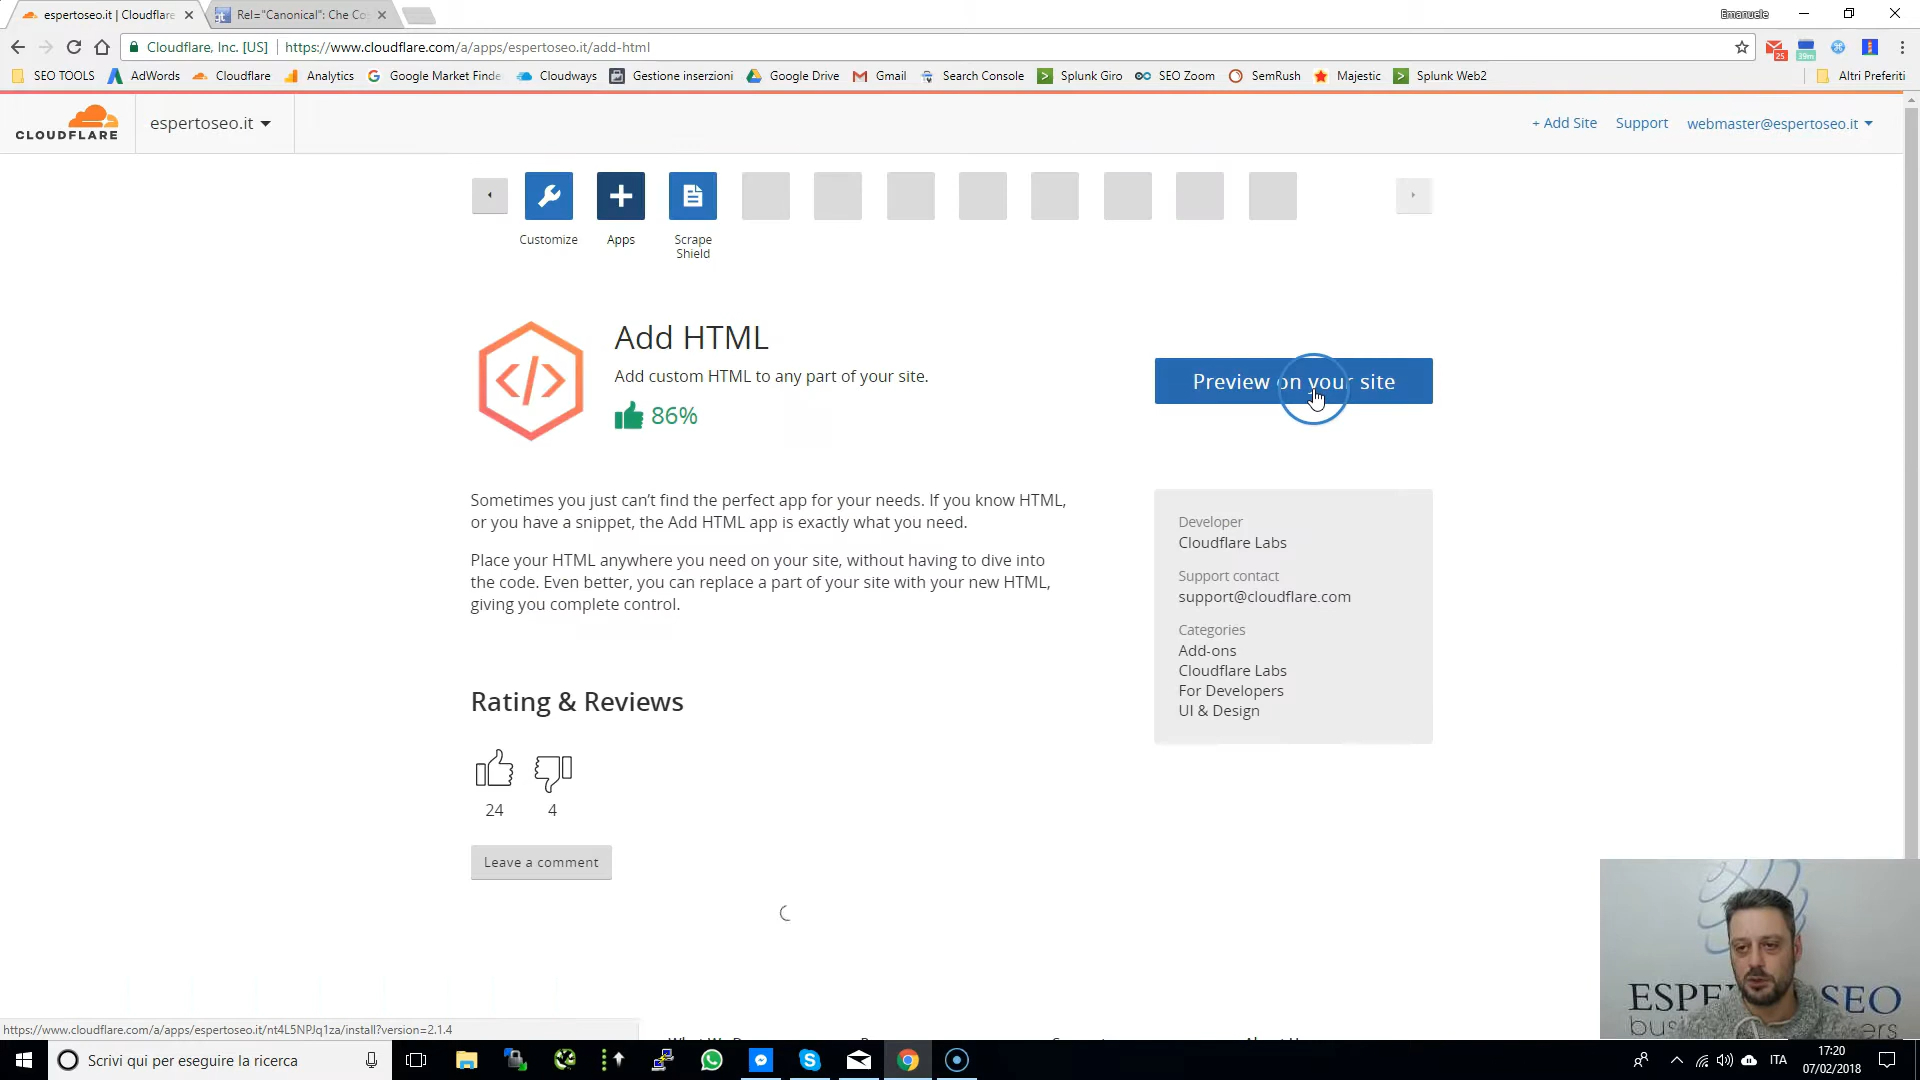 espertoseo.it | Cloudflare
Rel="Canonical": Che Co
Emanuele
Cloudflare, Inc. [US]
https://www.cloudflare.com/a/apps/espertoseo.it/add-html
25
39m
SEO TOOLS
AdWords
Cloudflare
Analytics
Google Market Finde
Cloudways
Gestione inserzioni
Google Drive
Gmail
Search Console
Splunk Giro
SEO Zoom
SemRush
Majestic
Splunk Web2
Altri Preferiti
CLOUDFLARE
espertoseo.it
+ Add Site
Support
webmaster@espertoseo.it
Customize
Apps
Scrape
Shield
Add HTML
Add custom HTML to any part of your site.
86%
Preview on your site
Sometimes you just can't find the perfect app for your needs. If you know HTML,
or you have a snippet, the Add HTML app is exactly what you need.
Place your HTML anywhere you need on your site, without having to dive into
the code. Even better, you can replace a part of your site with your new HTML,
giving you complete control.
Developer
Cloudflare Labs
Support contact
support@cloudflare.com
Categories
Add-ons
Cloudflare Labs
For Developers
UI & Design
Rating & Reviews
24
4
Leave a comment
https://www.cloudflare.com/a/apps/espertoseo.it/nt4L5NPJq1za/install?version=2.1.4
Scrivi qui per eseguire la ricerca
ITA
17:20
07/02/2018